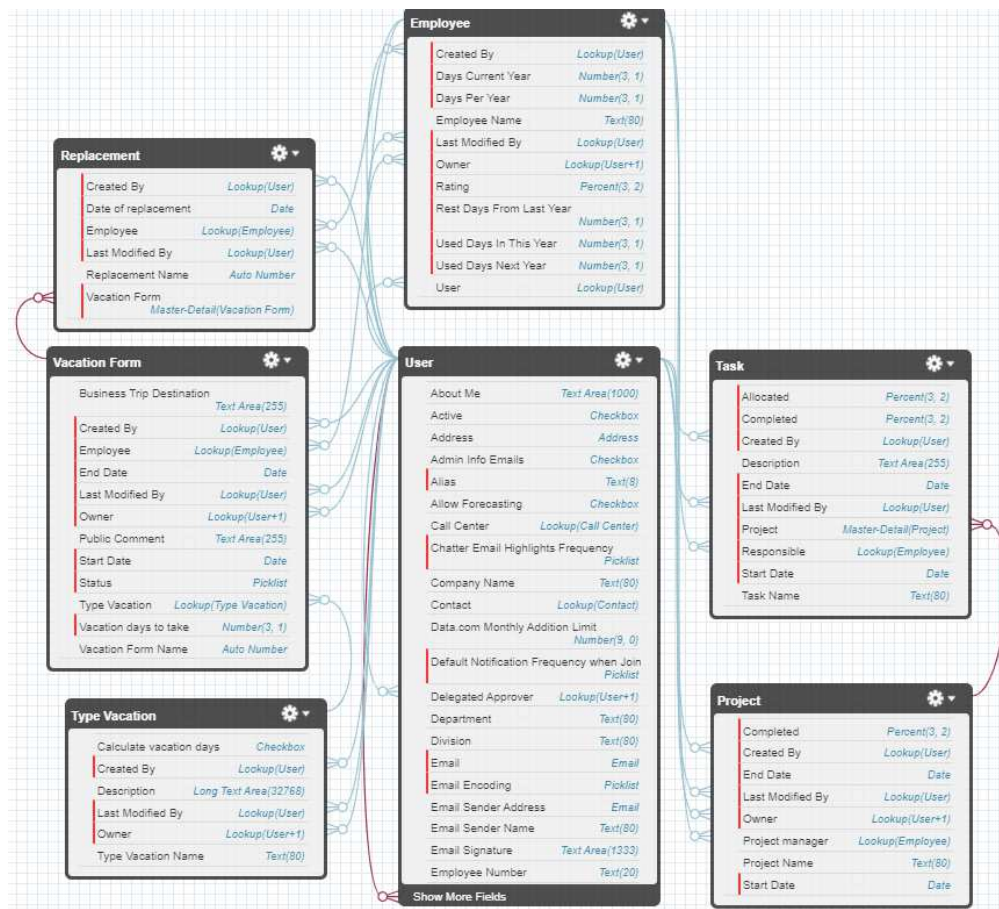 Employee
Created By Lookup(User)
Days Current Year Number(3, 1)
Days Per Year Number(3, 1)
Employee Name Text(80)
Last Modified By Lookup(User)
Owner Lookup(User+1)
Rating Percent(3, 2)
Rest Days From Last Year
Number(3, 1)
Used Days In This Year Number(3, 1)
Used Days Next Year Number(3, 1)
User Lookup(User)
Replacement
Created By Lookup(User)
Date of replacement Date
Employee Lookup(Employee)
Last Modified By Lookup(User)
Replacement Name Auto Number
Vacation Form
Master-Detail(Vacation Form)
Vacation Form
Business Trip Destination
Text Area(255)
Created By Lookup(User)
Employee Lookup(Employee)
End Date Date
Last Modified By Lookup(User)
Owner Lookup(User+1)
Public Comment Text Area(255)
Start Date Date
Status Picklist
Type Vacation Lookup(Type Vacation)
Vacation days to take Number(3, 1)
Vacation Form Name Auto Number
User
About Me Text Area(1000)
Active Checkbox
Address Address
Admin Info Emails Checkbox
Alias Text(8)
Allow Forecasting Checkbox
Call Center Lookup(Call Center)
Chatter Email Highlights Frequency
Picklist
Company Name Text(80)
Contact Lookup(Contact)
Data.com Monthly Addition Limit
Number(9, 0)
Default Notification Frequency when Join
Picklist
Delegated Approver Lookup(User+1)
Department Text(80)
Division Text(80)
Email Email
Email Encoding Picklist
Email Sender Address Email
Email Sender Name Text(80)
Email Signature Text Area(1333)
Employee Number Text(20)
Show More Fields
Task
Allocated Percent(3, 2)
Completed Percent(3, 2)
Created By Lookup(User)
Description Text Area(255)
End Date Date
Last Modified By Lookup(User)
Project Master-Detail(Project)
Responsible Lookup(Employee)
Start Date Date
Task Name Text(80)
Type Vacation
Calculate vacation days Checkbox
Created By Lookup(User)
Description Long Text Area(32768)
Last Modified By Lookup(User)
Owner Lookup(User+1)
Type Vacation Name Text(80)
Project
Completed Percent(3, 2)
Created By Lookup(User)
End Date Date
Last Modified By Lookup(User)
Owner Lookup(User+1)
Project manager Lookup(Employee)
Project Name Text(80)
Start Date Date